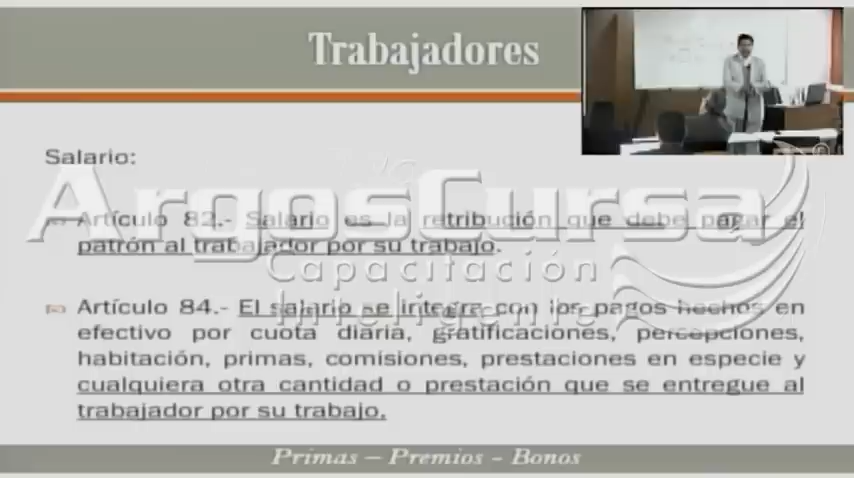 Trabajadores
Salario:
ArgosCursa
Capacitación
Inteligente
Artículo 82.- Salario es la retribución que debe pagar el
patrón al trabajador por su trabajo.
Artículo 84.- El salario se integra con los pagos hechos en
efectivo por cuota diaria, gratificaciones, percepciones,
habitación, primas, comisiones, prestaciones en especie y
cualquiera otra cantidad o prestación que se entregue al
trabajador por su trabajo.
Primas – Premios - Bonos